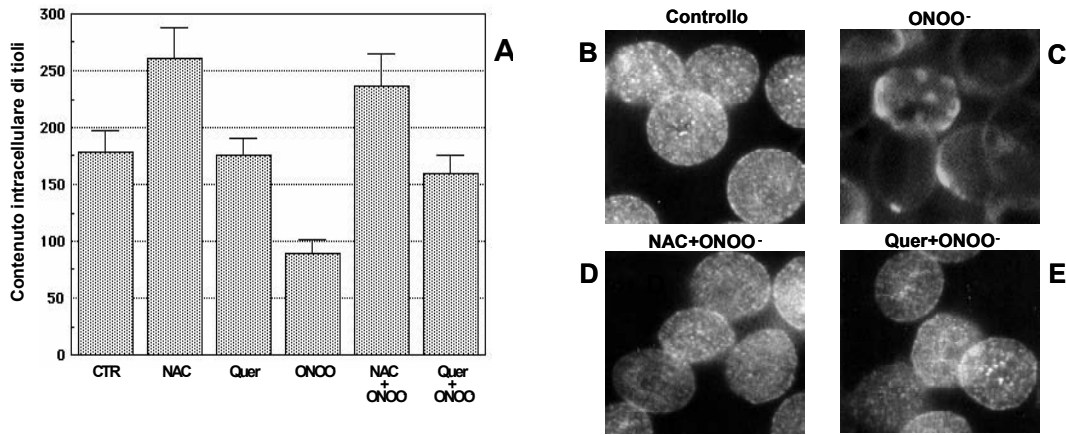 Contenuto intracellulare di tioli
300
250
200
150
100
50
0
A
CTR
NAC
Quer
ONOO
NAC
+
ONOO
Quer
+
ONOO
Controllo
B
ONOO-
C
NAC+ONOO-
D
Quer+ONOO-
E